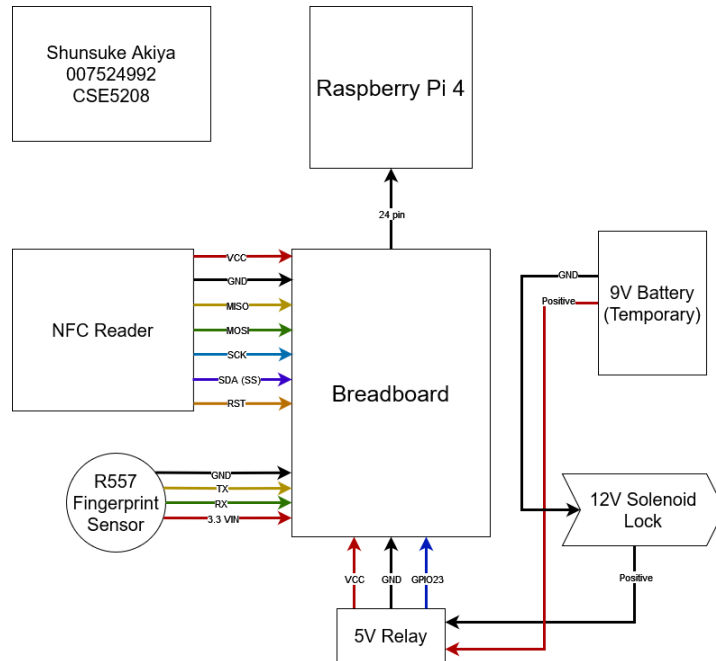 Shunsuke Akiya
007524992
CSE5208
Raspberry Pi 4
24 pin
NFC Reader
VCC
GND
MISO
MOSI
SCK
SDA (SS)
RST
Breadboard
GND
Positive
9V Battery
(Temporary)
R557
Fingerprint
Sensor
GND
TX
RX
3.3 VIN
12V Solenoid
Lock
Positive
VCC
GND
GPIO23
5V Relay